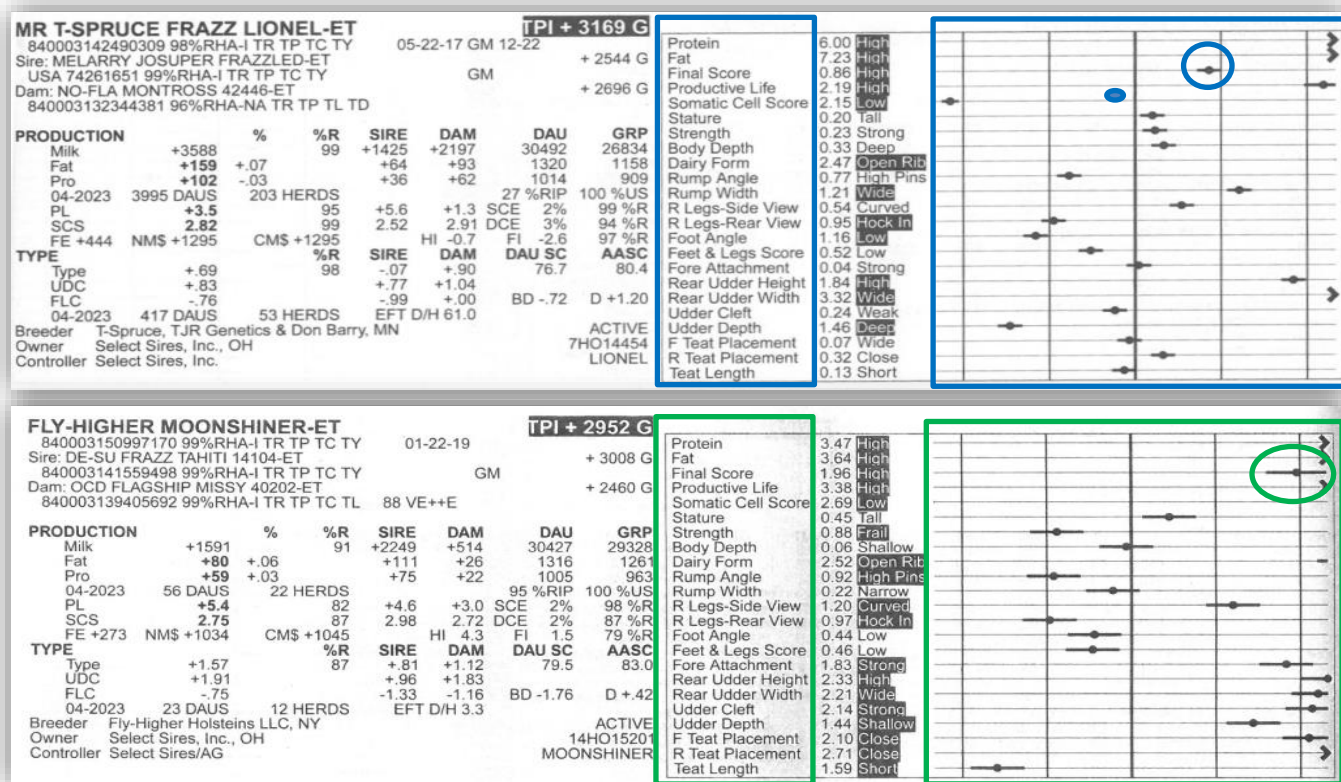 MR T-SPRUCE FRAZZ LIONEL-ET TPI + 3169 G
840003142490309 98%RHA-I TR TP TC TY 05-22-17 GM 12-22
Sire: MELARRY JOSUPER FRAZZLED-ET + 2544 G
USA 74261651 99%RHA-I TR TP TC TY GM
Dam: NO-FLA MONTROSS 42446-ET + 2696 G
840003132344381 96%RHA-NA TR TP TL TD
PRODUCTION % %R SIRE DAM DAU GRP
Milk +3588 99 +1425 +2197 30492 26834
Fat +159 +.07 +64 +93 1320 1158
Pro +102 -.03 +36 +62 1014 909
04-2023 3995 DAUS 203 HERDS 27 %RIP 100 %US
PL +3.5 95 +5.6 +1.3 SCE 2% 99 %R
SCS 2.82 99 2.52 2.91 DCE 3% 94 %R
FE +444 NM$ +1295 CM$ +1295 HI -0.7 FI -2.6 97 %R
TYPE %R SIRE DAM DAU SC AASC
Type +.69 98 -.07 +.90 76.7 80.4
UDC +.83 +.77 +1.04
FLC -.76 -.99 +.00 BD -.72 D +1.20
04-2023 417 DAUS 53 HERDS EFT D/H 61.0
Breeder T-Spruce, TJR Genetics & Don Barry, MN ACTIVE
Owner Select Sires, Inc., OH 7HO14454
Controller Select Sires, Inc. LIONEL
Protein 6.00 High
Fat 7.23 High
Final Score 0.86 High
Productive Life 2.19 High
Somatic Cell Score 2.15 Low
Stature 0.20 Tall
Strength 0.23 Strong
Body Depth 0.33 Deep
Dairy Form 2.47 Open Rib
Rump Angle 0.77 High Pins
Rump Width 1.21 Wide
R Legs-Side View 0.54 Curved
R Legs-Rear View 0.95 Hock In
Foot Angle 1.16 Low
Feet & Legs Score 0.52 Low
Fore Attachment 0.04 Strong
Rear Udder Height 1.84 High
Rear Udder Width 3.32 Wide
Udder Cleft 0.24 Weak
Udder Depth 1.46 Deep
F Teat Placement 0.07 Wide
R Teat Placement 0.32 Close
Teat Length 0.13 Short
FLY-HIGHER MOONSHINER-ET TPI + 2952 G
840003150997170 99%RHA-I TR TP TC TY 01-22-19
Sire: DE-SU FRAZZ TAHITI 14104-ET + 3008 G
840003141559498 99%RHA-I TR TP TC TY GM
Dam: OCD FLAGSHIP MISSY 40202-ET + 2460 G
840003139405692 99%RHA-I TR TP TC TL 88 VE++E
PRODUCTION % %R SIRE DAM DAU GRP
Milk +1591 91 +2249 +514 30427 29328
Fat +80 +.06 +111 +26 1316 1261
Pro +59 +.03 +75 +22 1005 963
04-2023 56 DAUS 22 HERDS 95 %RIP 100 %US
PL +5.4 82 +4.6 +3.0 SCE 2% 98 %R
SCS 2.75 87 2.98 2.72 DCE 2% 87 %R
FE +273 NM$ +1034 CM$ +1045 HI 4.3 FI 1.5 79 %R
TYPE %R SIRE DAM DAU SC AASC
Type +1.57 87 +.81 +1.12 79.5 83.0
UDC +1.91 +.96 +1.83
FLC -.75 -1.33 -1.16 BD -1.76 D +.42
04-2023 23 DAUS 12 HERDS EFT D/H 3.3
Breeder Fly-Higher Holsteins LLC, NY ACTIVE
Owner Select Sires, Inc., OH 14HO15201
Controller Select Sires/AG MOONSHINER
Protein 3.47 High
Fat 3.64 High
Final Score 1.96 High
Productive Life 3.38 High
Somatic Cell Score 2.69 Low
Stature 0.45 Tall
Strength 0.88 Frail
Body Depth 0.06 Shallow
Dairy Form 2.52 Open Rib
Rump Angle 0.92 High Pins
Rump Width 0.22 Narrow
R Legs-Side View 1.20 Curved
R Legs-Rear View 0.97 Hock In
Foot Angle 0.44 Low
Feet & Legs Score 0.46 Low
Fore Attachment 1.83 Strong
Rear Udder Height 2.33 High
Rear Udder Width 2.21 Wide
Udder Cleft 2.14 Strong
Udder Depth 1.44 Shallow
F Teat Placement 2.10 Close
R Teat Placement 2.71 Close
Teat Length 1.59 Short